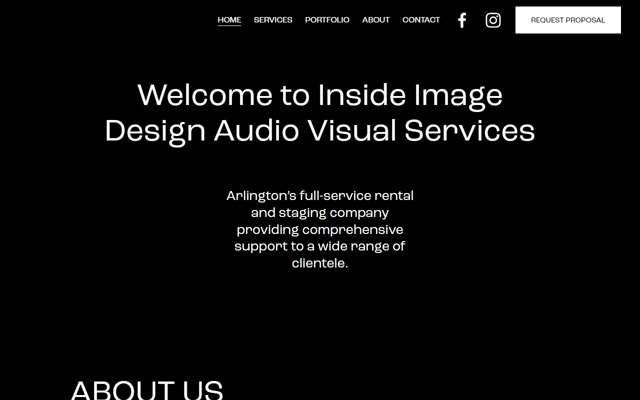 HOME SERVICES PORTFOLIO ABOUT CONTACT REQUEST PROPOSAL
Welcome to Inside Image
Design Audio Visual Services
Arlington's full-service rental
and staging company
providing comprehensive
support to a wide range of
clientele.
ABOUT US